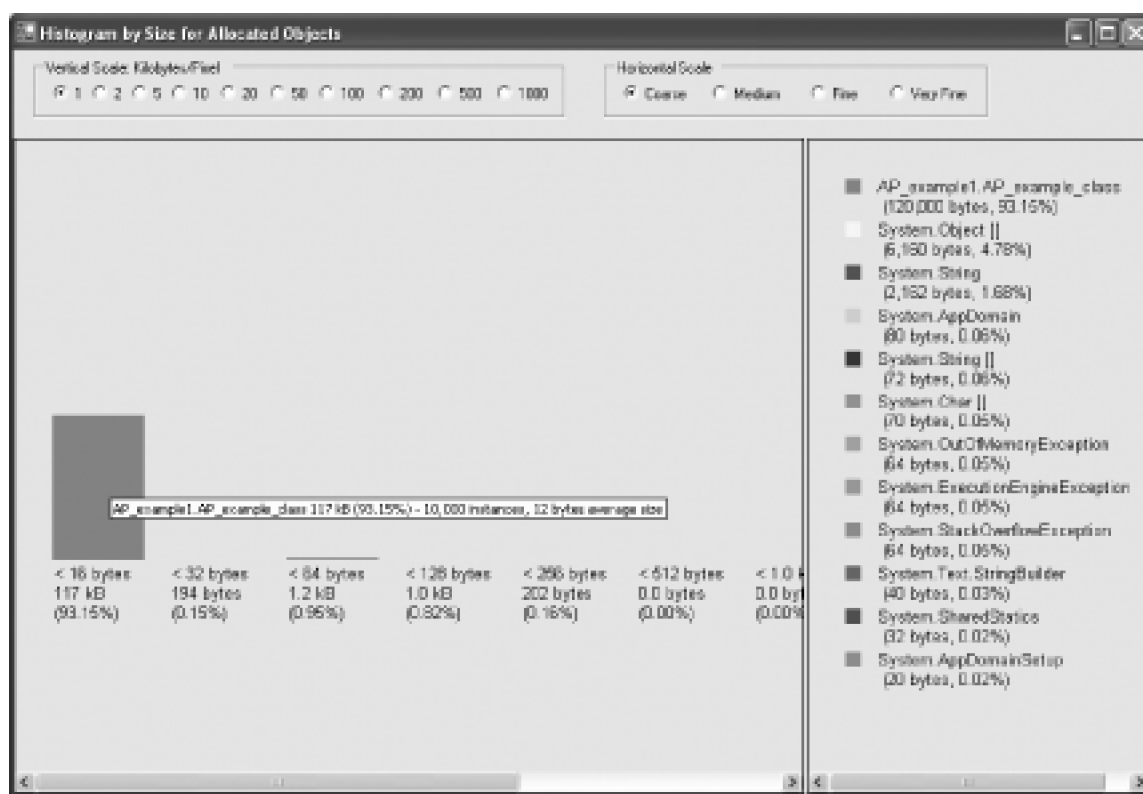 Histogram by Size for Allocated Objects
Vertical Scale: Kilobytes/Pixel
1 2 5 10 20 50 100 200 500 1000
Horizontal Scale
Coarse Medium Fine Very Fine
AP_example1.AP_example_class 117 kB (93.15%) - 10,000 instances, 12 bytes average size
< 16 bytes
117 kB
(93.15%)
< 32 bytes
194 bytes
(0.15%)
< 64 bytes
1.2 kB
(0.95%)
< 128 bytes
1.0 kB
(0.82%)
< 256 bytes
202 bytes
(0.16%)
< 512 bytes
0.0 bytes
(0.00%)
< 1.0
0.0
(0.00%
AP_example1.AP_example_class
(120,000 bytes, 93.15%)
System.Object []
(6,160 bytes, 4.78%)
System.String
(2,162 bytes, 1.68%)
System.AppDomain
(80 bytes, 0.06%)
System.String []
(72 bytes, 0.06%)
System.Char []
(70 bytes, 0.05%)
System.OutOfMemoryException
(64 bytes, 0.05%)
System.ExecutionEngineException
(64 bytes, 0.05%)
System.StackOverflowException
(64 bytes, 0.05%)
System.Text.StringBuilder
(40 bytes, 0.03%)
System.SharedStatics
(32 bytes, 0.02%)
System.AppDomainSetup
(20 bytes, 0.02%)